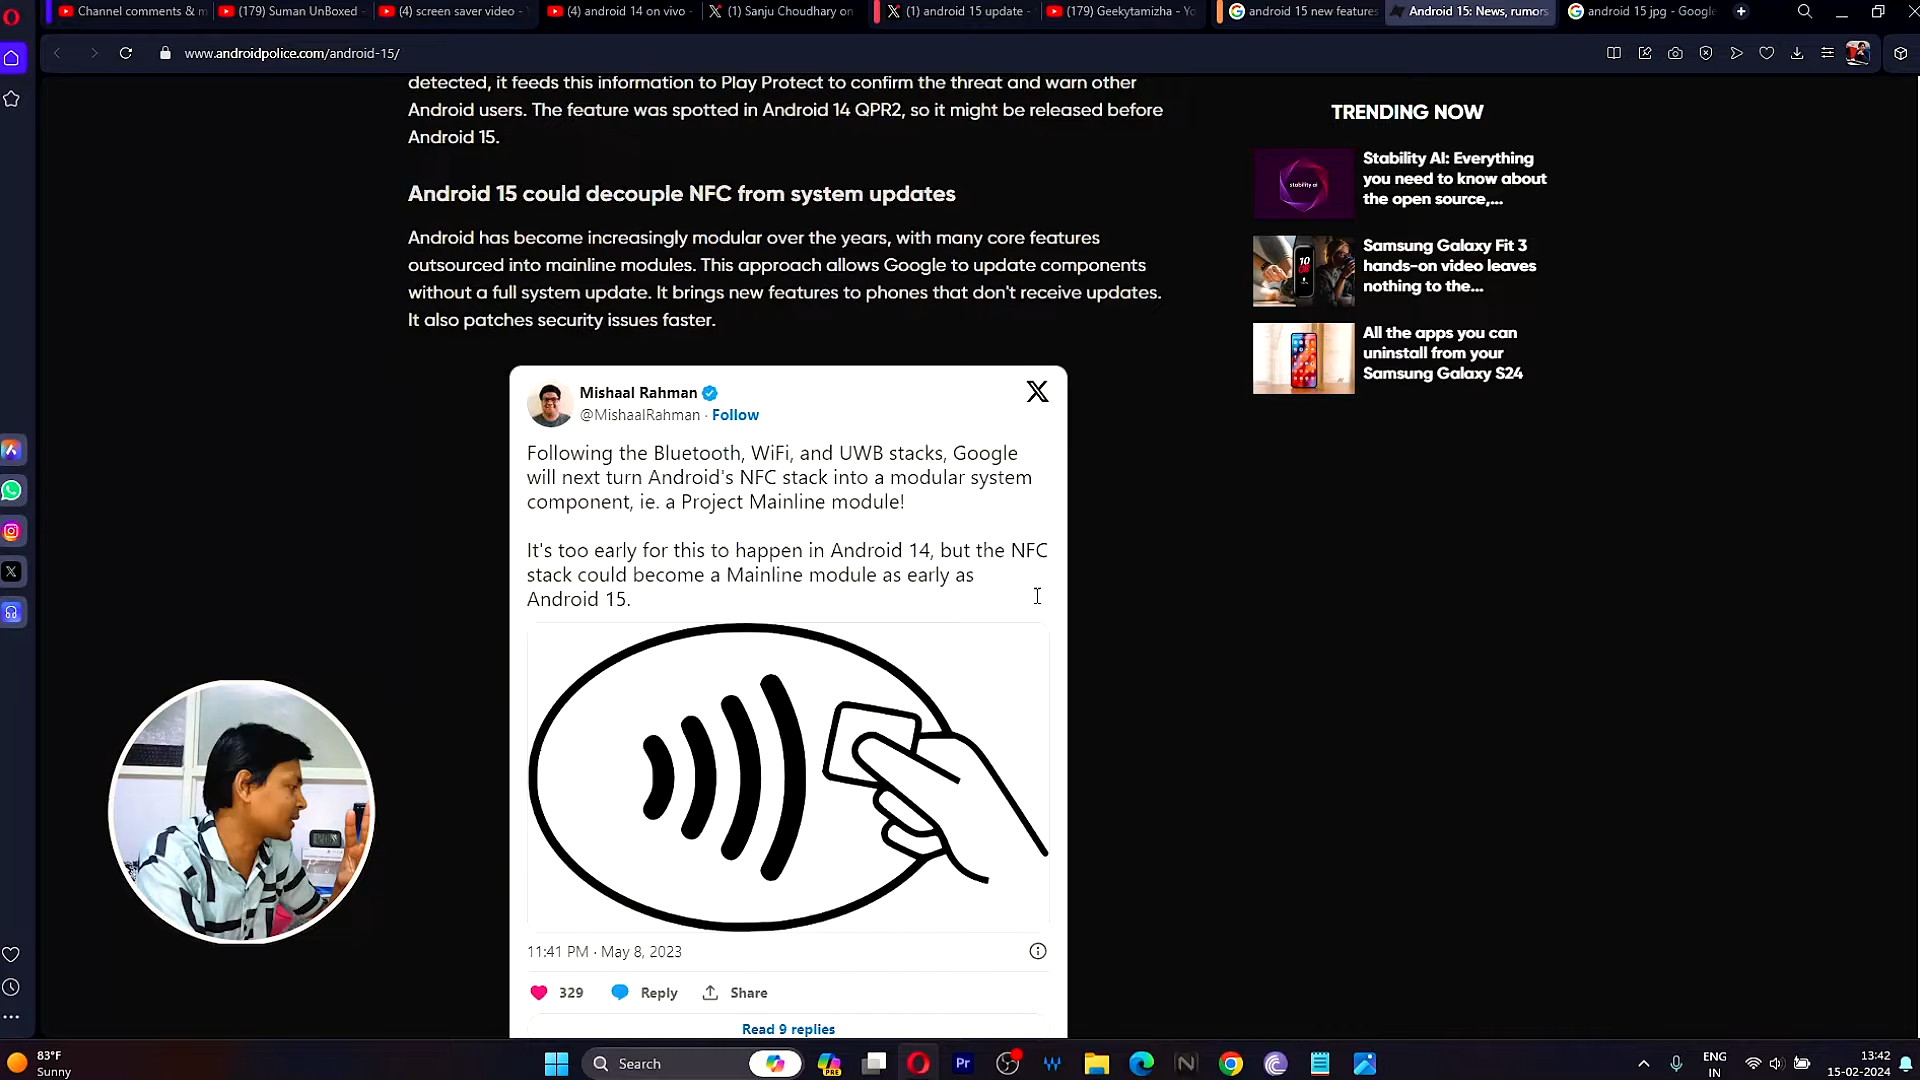 Channel comments & m
(179) Suman UnBoxed -
(4) screen saver video -
(4) android 14 on vivo -
(1) Sanju Choudhary on
(1) android 15 update -
(179) Geekytamizha - Yo
android 15 new features
Android 15: News, rumors
android 15 jpg - Google
www.androidpolice.com/android-15/
detected, it feeds this information to Play Protect to confirm the threat and warn other
Android users. The feature was spotted in Android 14 QPR2, so it might be released before
Android 15.
Android 15 could decouple NFC from system updates
Android has become increasingly modular over the years, with many core features
outsourced into mainline modules. This approach allows Google to update components
without a full system update. It brings new features to phones that don't receive updates.
It also patches security issues faster.
Mishaal Rahman
@MishaalRahman · Follow
Following the Bluetooth, WiFi, and UWB stacks, Google
will next turn Android's NFC stack into a modular system
component, ie. a Project Mainline module!
It's too early for this to happen in Android 14, but the NFC
stack could become a Mainline module as early as
Android 15.
11:41 PM · May 8, 2023
329
Reply
Share
Read 9 replies
TRENDING NOW
stability.ai
Stability AI: Everything
you need to know about
the open source,...
Samsung Galaxy Fit 3
hands-on video leaves
nothing to the...
All the apps you can
uninstall from your
Samsung Galaxy S24
83°F
Sunny
Search
PRE
Pr
ENG
IN
13:42
15-02-2024